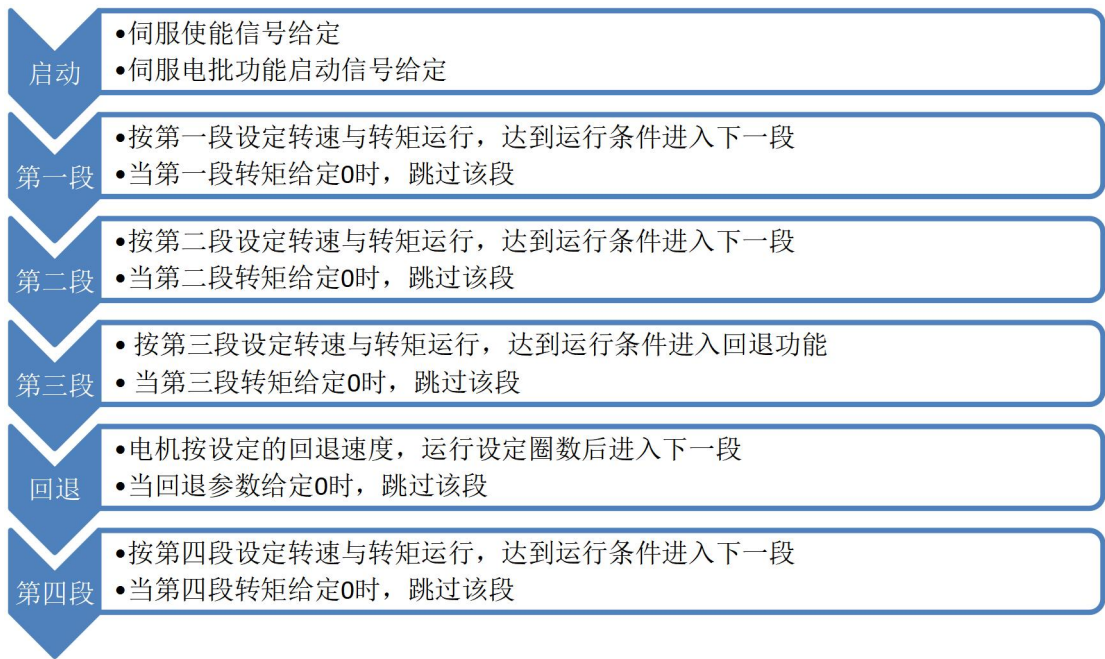 启动
•伺服使能信号给定
•伺服电批功能启动信号给定
第一段
•按第一段设定转速与转矩运行，达到运行条件进入下一段
•当第一段转矩给定0时，跳过该段
第二段
•按第二段设定转速与转矩运行，达到运行条件进入下一段
•当第二段转矩给定0时，跳过该段
第三段
• 按第三段设定转速与转矩运行，达到运行条件进入回退功能
• 当第三段转矩给定0时，跳过该段
回退
•电机按设定的回退速度，运行设定圈数后进入下一段
•当回退参数给定0时，跳过该段
第四段
•按第四段设定转速与转矩运行，达到运行条件进入下一段
•当第四段转矩给定0时，跳过该段